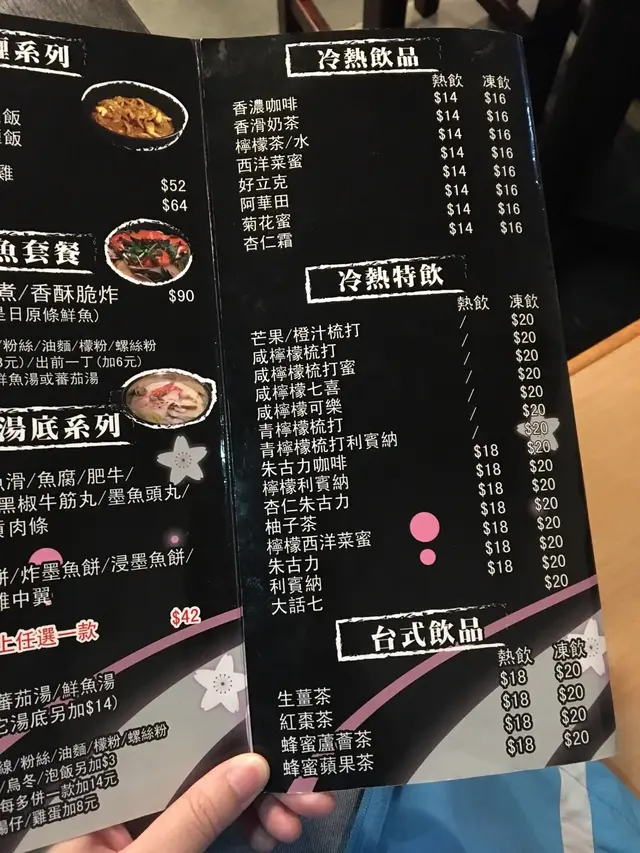 理系列
飯
飯
雞
$52
$64
魚套餐
煮/香酥脆炸 $90
是日原條鮮魚)
/粉絲/油麵/檬粉/螺絲粉
元)/出前一丁(加6元)
鮮魚湯或蕃茄湯
湯底系列
魚滑/魚腐/肥牛/
黑椒牛筋丸/墨魚頭丸/
貢肉條
餅/炸墨魚餅/浸墨魚餅/
雞中翼
上任選一款 $42
蕃茄湯/鮮魚湯
它湯底另加$14)
線/粉絲/油麵/檬粉/螺絲粉
/烏冬/泡飯另加$3
每多併一款加14元
腸仔/雞蛋加8元
冷熱飲品
熱飲 凍飲
香濃咖啡 $14 $16
香滑奶茶 $14 $16
檸檬茶/水 $14 $16
西洋菜蜜 $14 $16
好立克 $14 $16
阿華田 $14 $16
菊花蜜 $14 $16
杏仁霜 $14 $16
冷熱特飲
熱飲 凍飲
芒果/橙汁梳打 / $20
咸檸檬梳打 / $20
咸檸檬梳打蜜 / $20
咸檸檬七喜 / $20
咸檸檬可樂 / $20
青檸檬梳打 / $20
青檸檬梳打利賓納 / $20
朱古力咖啡 $18 $20
檸檬利賓納 $18 $20
杏仁朱古力 $18 $20
柚子茶 $18 $20
檸檬西洋菜蜜 $18 $20
朱古力 $18 $20
利賓納 $18 $20
大話七 $20
台式飲品
熱飲 凍飲
生薑茶 $18 $20
紅棗茶 $18 $20
蜂蜜蘆薈茶 $18 $20
蜂蜜蘋果茶 $18 $20